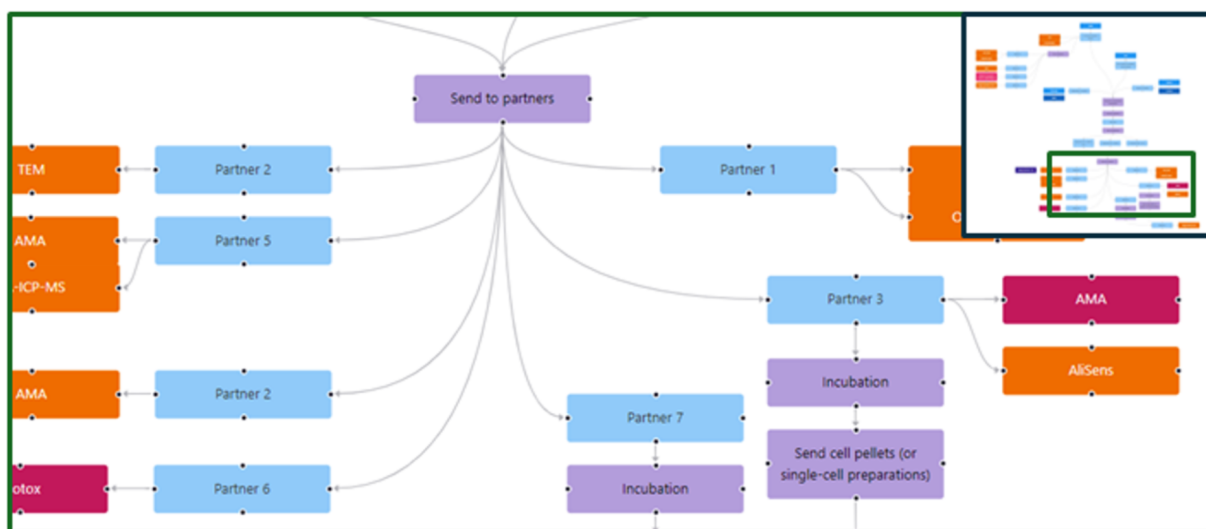 Send to partners
TEM
Partner 2
Partner 1
AMA
Partner 5
-ICP-MS
Partner 3
AMA
AliSens
AMA
Partner 2
Incubation
Partner 7
Send cell pellets (or
single-cell preparations)
otox
Partner 6
Incubation